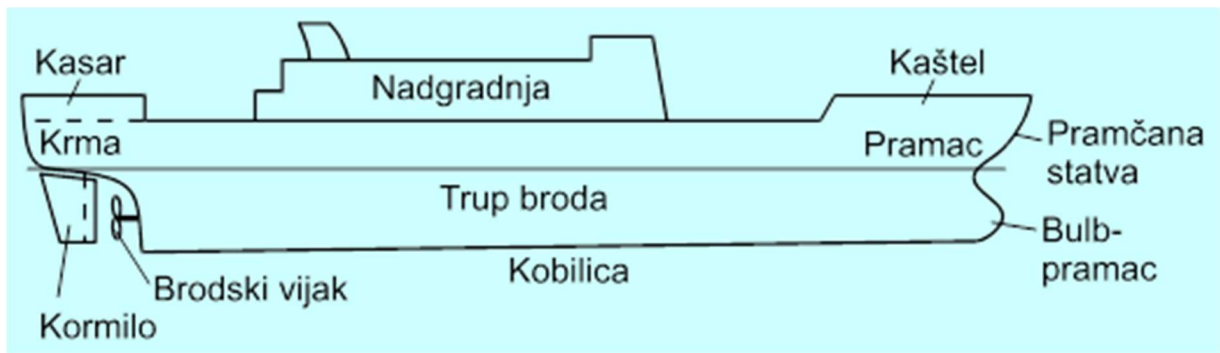 Kasar
Kaštel
Nadgradnja
Krma
Pramac
Pramčana
statva
Trup broda
Bulb-
pramac
Kobilica
Brodski vijak
Kormilo